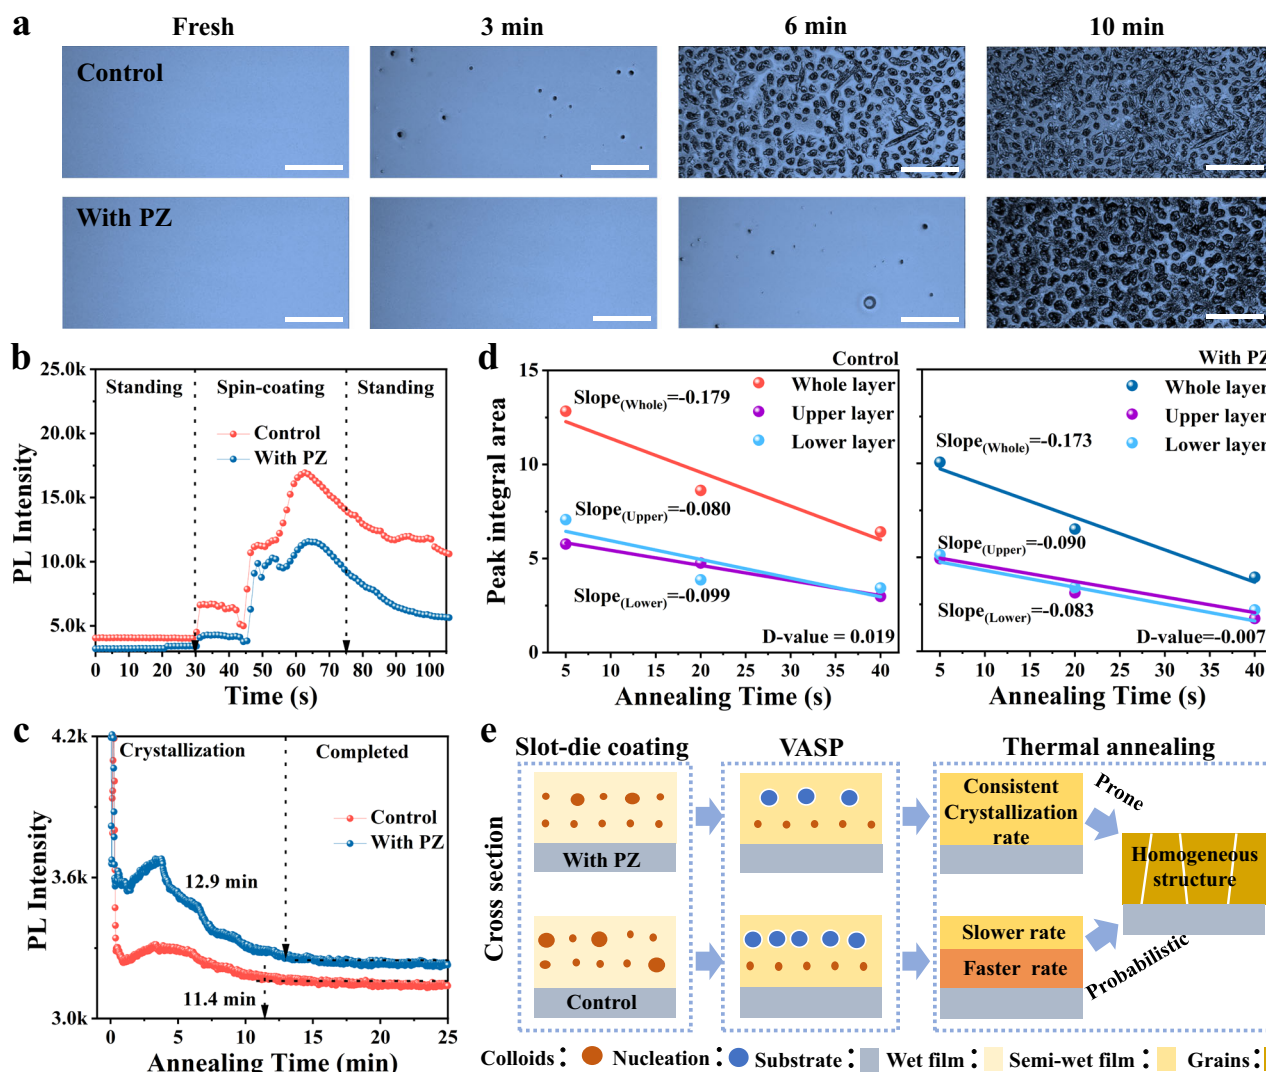 a
Fresh
3 min
6 min
10 min
Control
With PZ
b
25.0k
20.0k
15.0k
10.0k
5.0k
PL Intensity
Standing
Spin-coating
Standing
Control
With PZ
0 10 20 30 40 50 60 70 80 90 100
Time (s)
d
Control
15
10
5
0
Peak integral area
Slope(Whole)=-0.179
Whole layer
Upper layer
Lower layer
Slope(Upper)=-0.080
Slope(Lower)=-0.099
D-value = 0.019
5 10 15 20 25 30 35 40
Annealing Time (s)
With PZ
Whole layer
Upper layer
Lower layer
Slope(Whole)=-0.173
Slope(Upper)=-0.090
Slope(Lower)=-0.083
D-value=-0.007
5 10 15 20 25 30 35 40
Annealing Time (s)
c
4.2k
3.6k
3.0k
PL Intensity
Crystallization
Completed
Control
With PZ
12.9 min
11.4 min
0 5 10 15 20 25
Annealing Time (min)
e
Slot-die coating
VASP
Thermal annealing
Cross section
With PZ
Consistent
Crystallization
rate
Prone
Homogeneous
structure
Control
Slower rate
Faster rate
Probabilistic
Colloids : Nucleation : Substrate : Wet film : Semi-wet film : Grains :